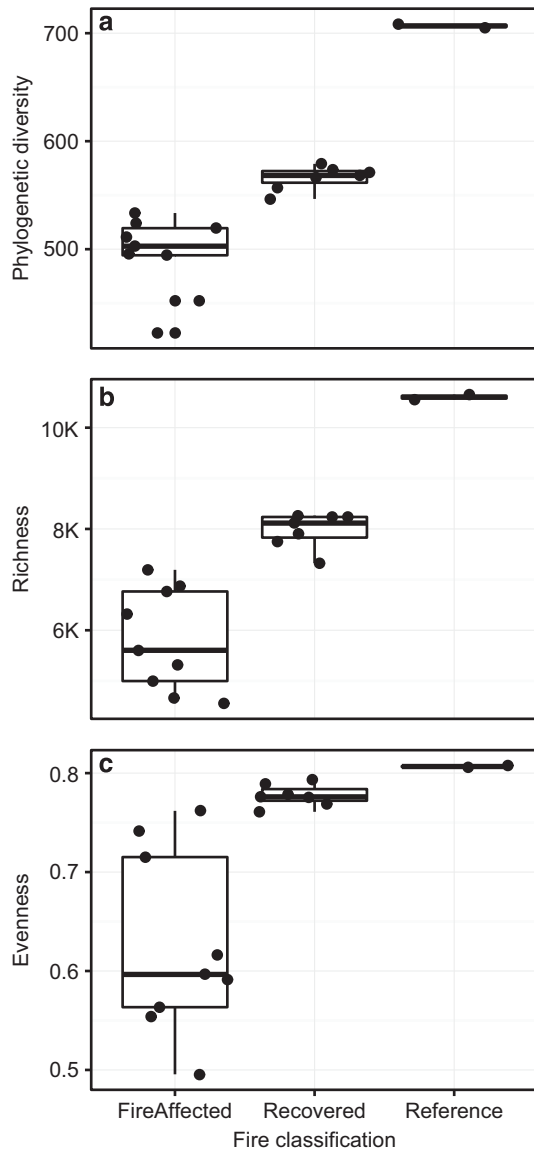 a
700
600
500
Phylogenetic diversity
b
10K
8K
6K
Richness
c
0.8
0.7
0.6
0.5
Evenness
FireAffected Recovered Reference
Fire classification